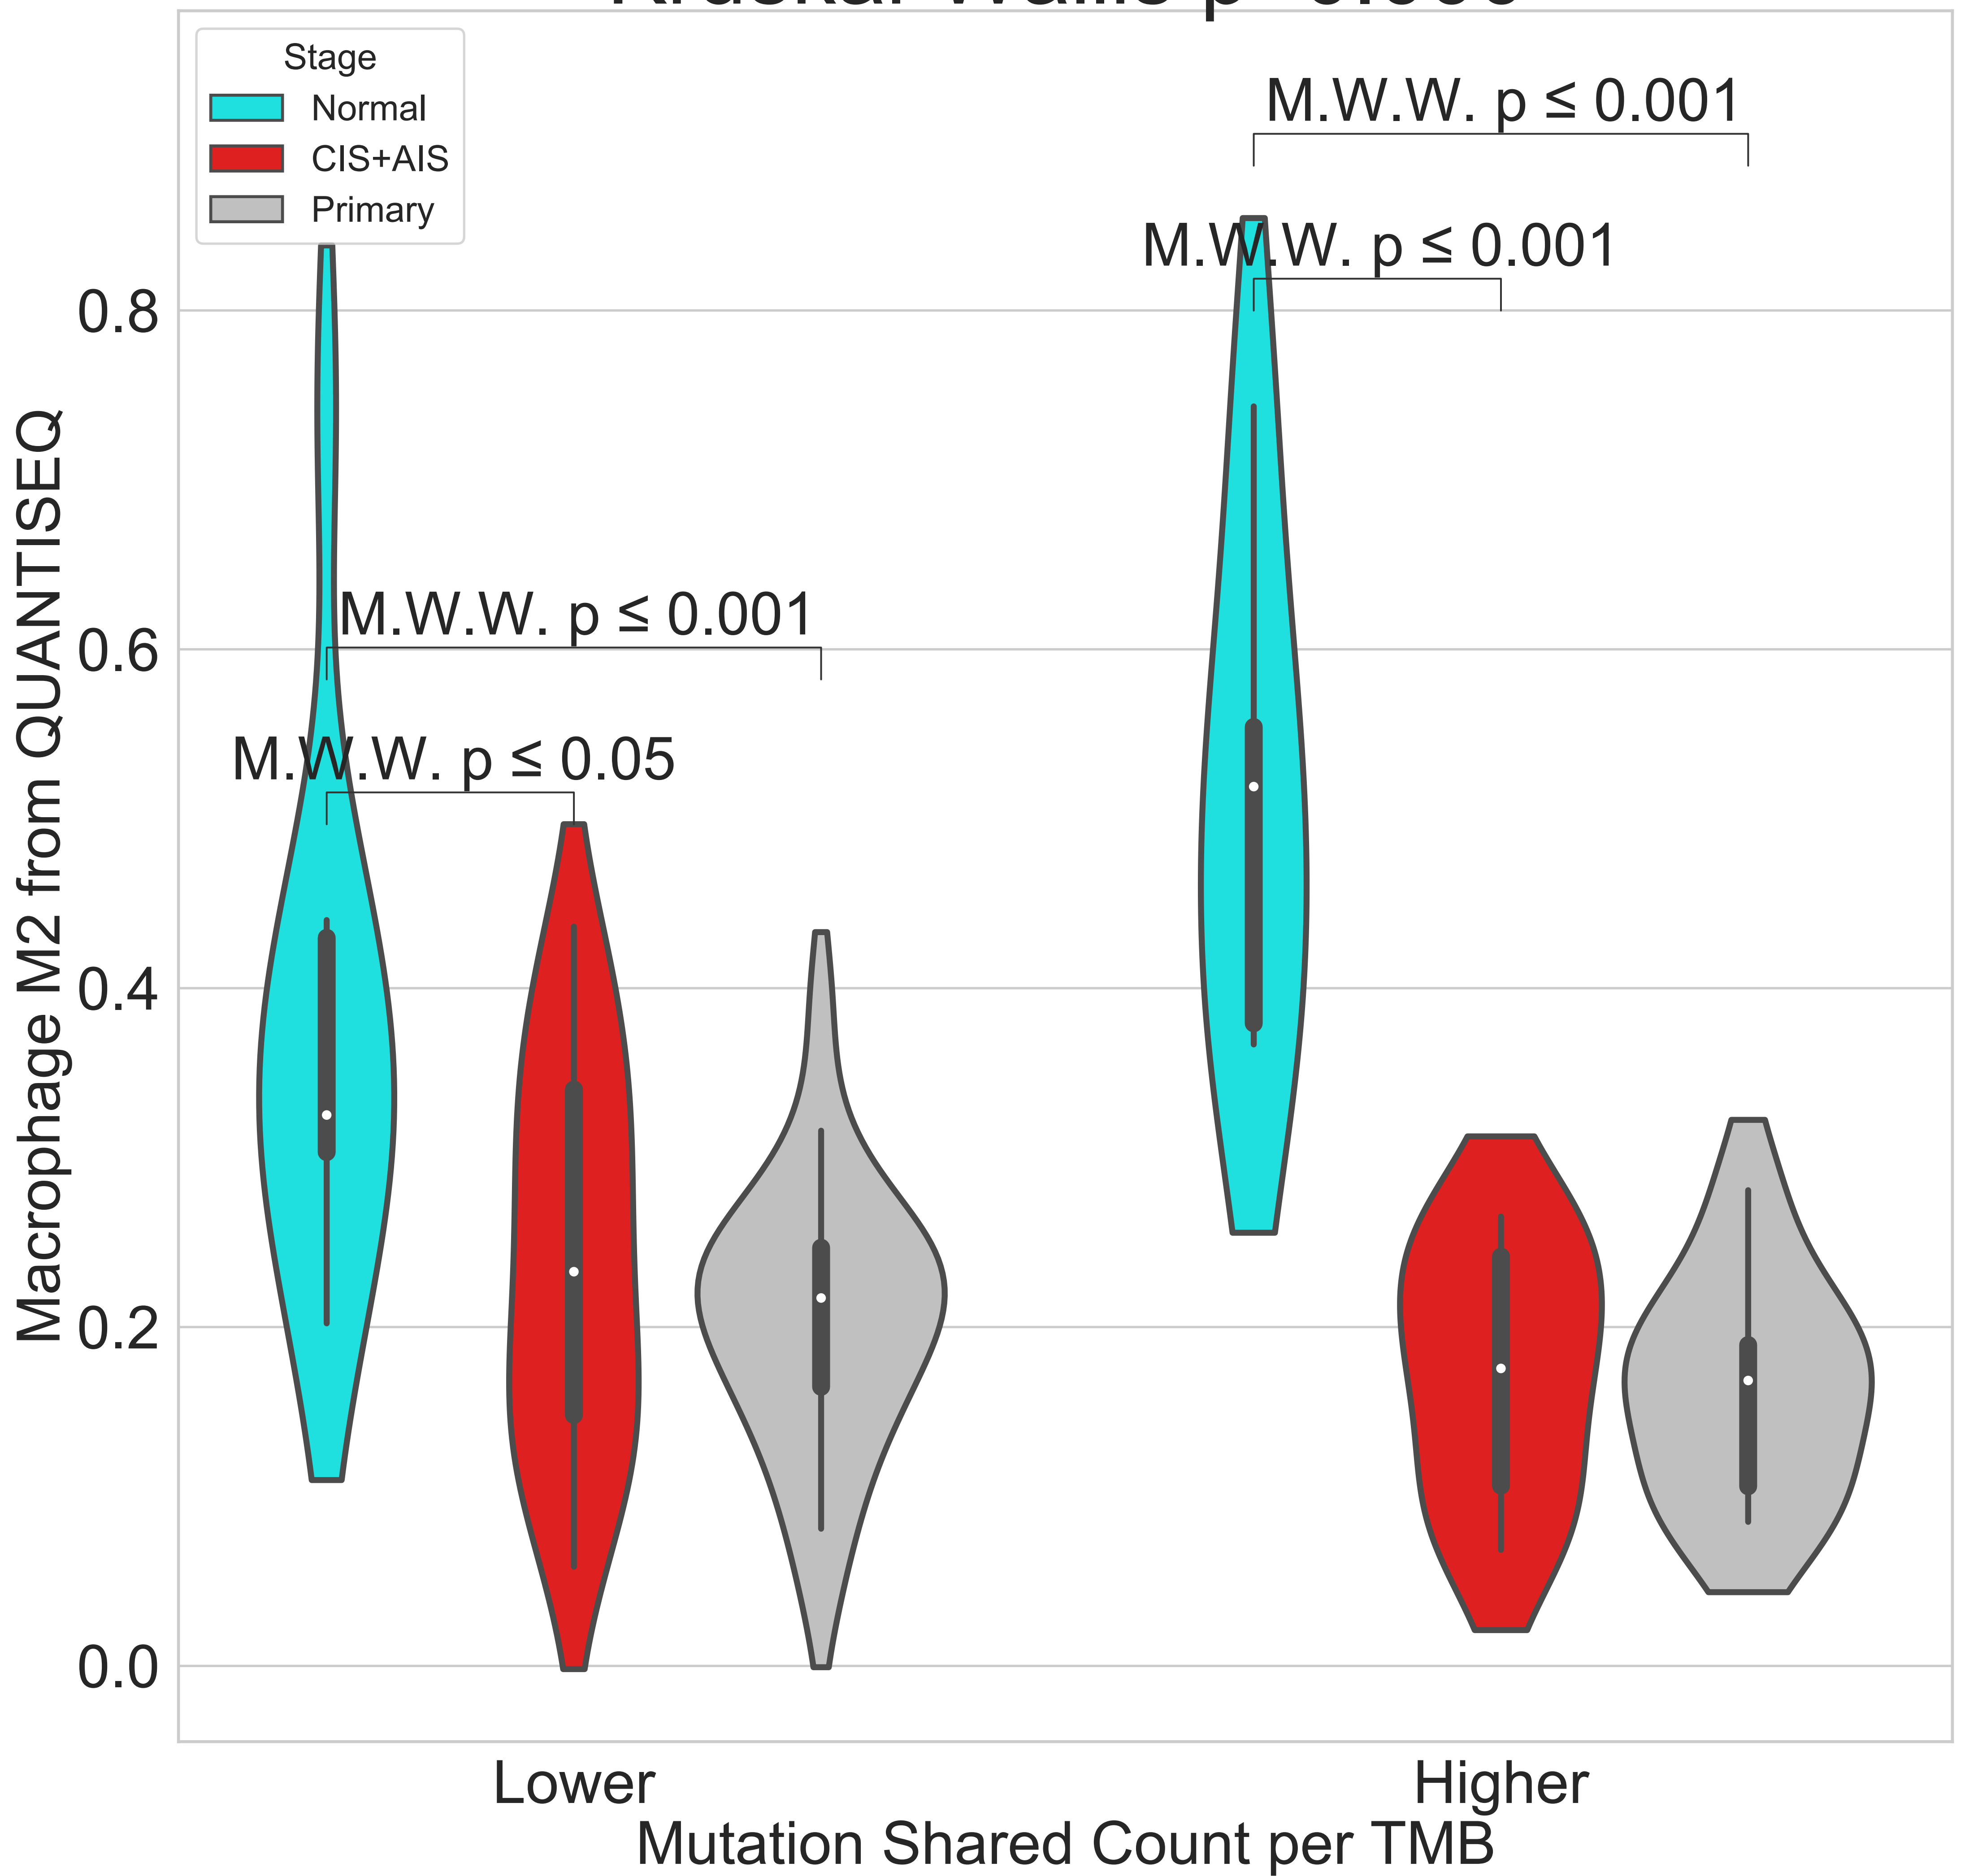 Stage
Normal
CIS+AIS
Primary
M.W.W. p ≤ 0.001
M.W.W. p ≤ 0.001
M.W.W. p ≤ 0.001
M.W.W. p ≤ 0.05
0.8
0.6
0.4
0.2
0.0
Macrophage M2 from QUANTISEQ
Lower
Higher
Mutation Shared Count per TMB